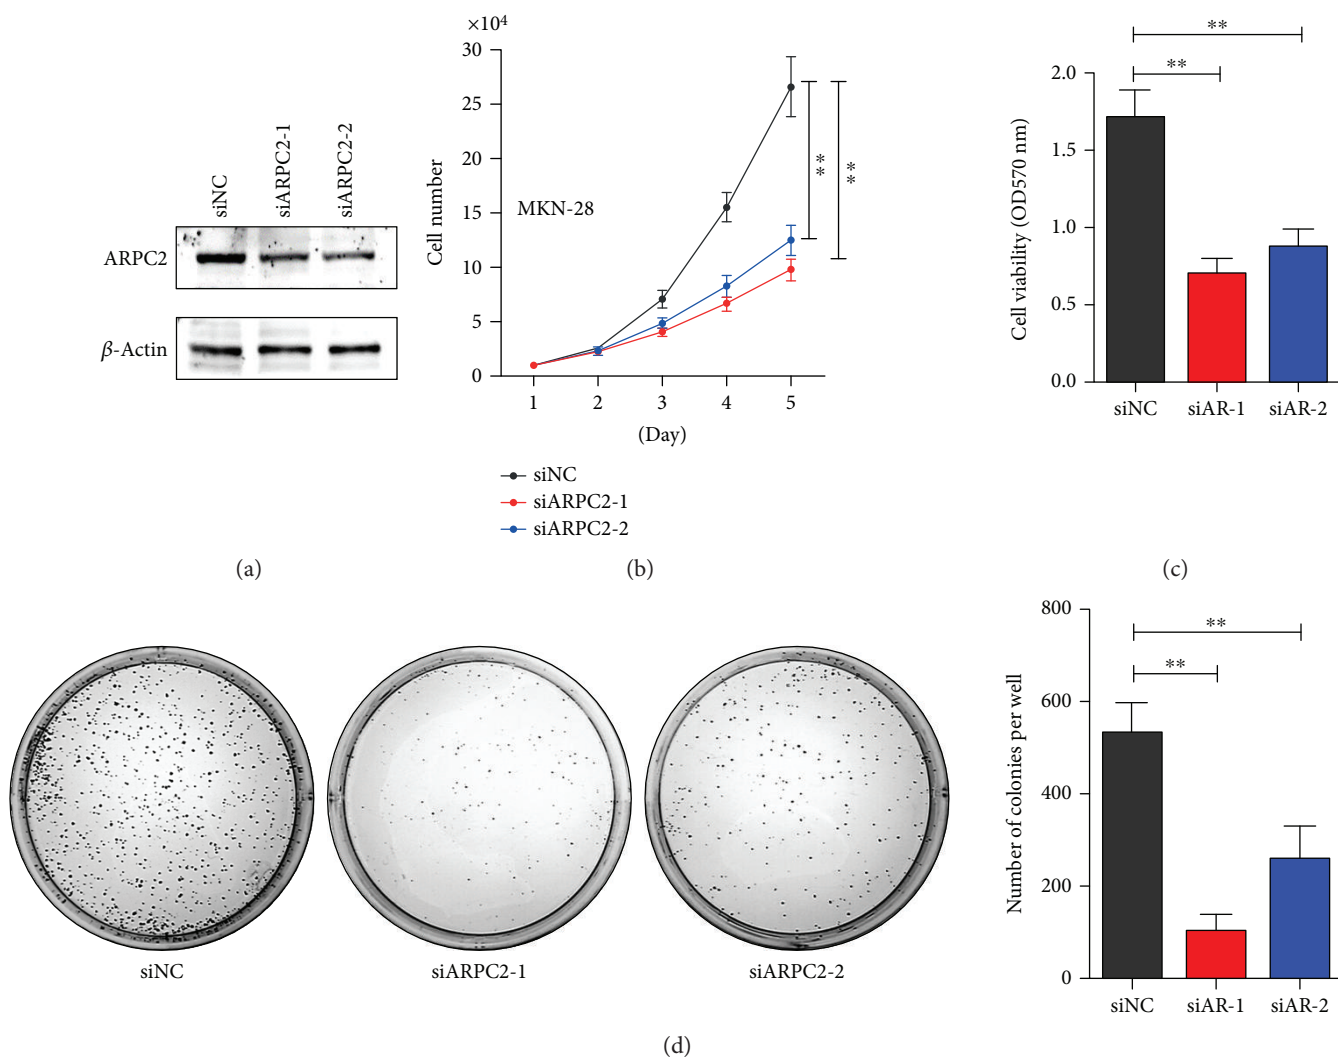 siNC
siARPC2-1
siARPC2-2
ARPC2
β-Actin
(a)
×10⁴
30
25
20
15
10
5
0
Cell number
MKN-28
**
**
1 2 3 4 5
(Day)
siNC
siARPC2-1
siARPC2-2
(b)
**
**
2.0
1.5
1.0
0.5
0.0
Cell viability (OD570 nm)
siNC siAR-1 siAR-2
(c)
siNC
siARPC2-1
siARPC2-2
800
600
400
200
0
Number of colonies per well
**
**
siNC siAR-1 siAR-2
(d)